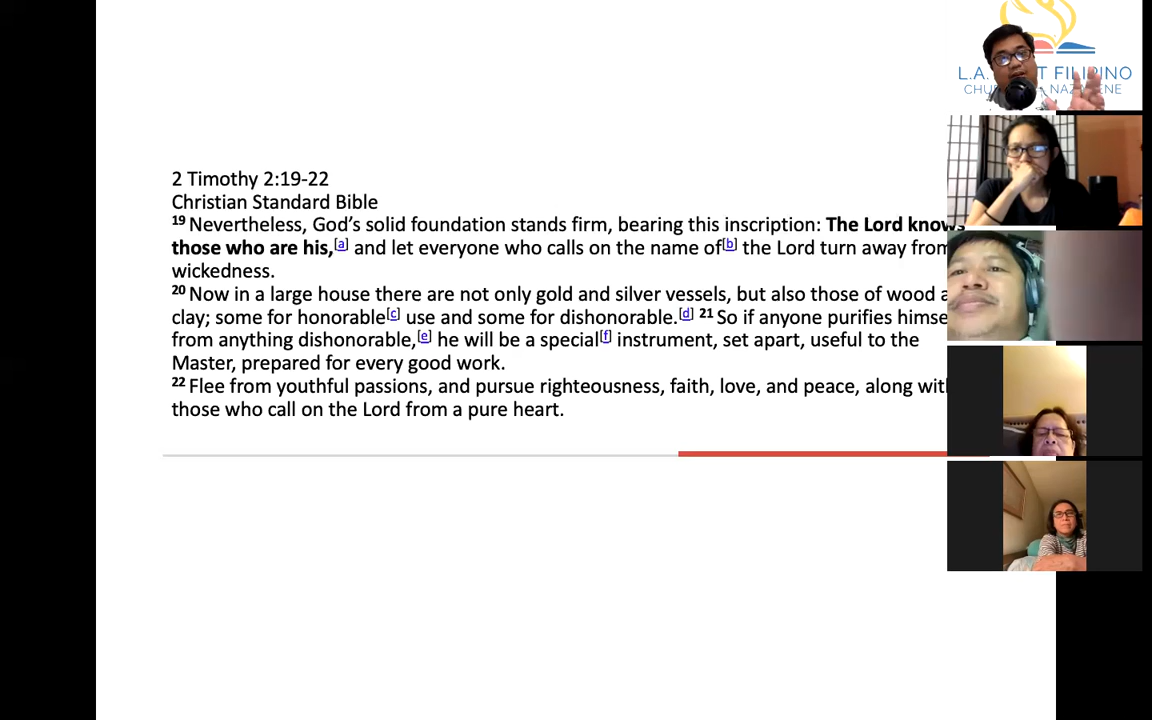 2 Timothy 2:19-22
Christian Standard Bible
19 Nevertheless, God's solid foundation stands firm, bearing this inscription: The Lord knows
those who are his,[a] and let everyone who calls on the name of[b] the Lord turn away from
wickedness.
20 Now in a large house there are not only gold and silver vessels, but also those of wood
clay; some for honorable[c] use and some for dishonorable.[d] 21 So if anyone purifies
from anything dishonorable,[e] he will be a special[f] instrument, set apart, useful to the
Master, prepared for every good work.
22 Flee from youthful passions, and pursue righteousness, faith, love, and peace, along
those who call on the Lord from a pure heart.
L.A. FILIPINO